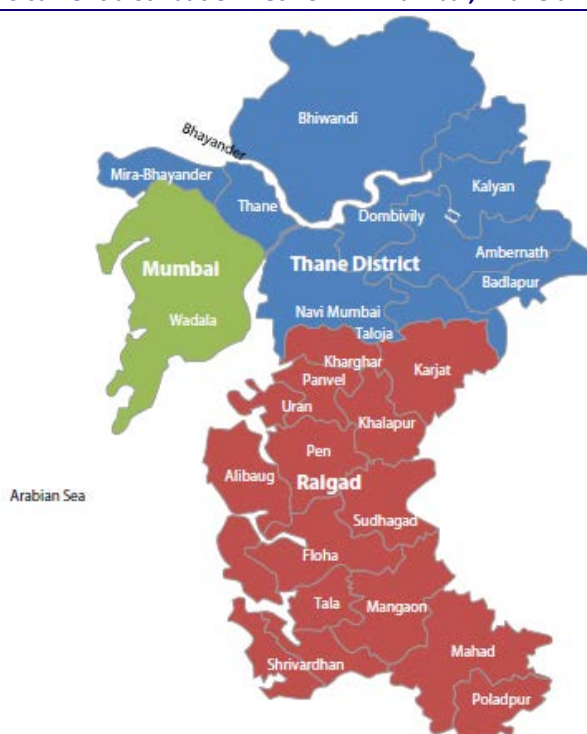 Bhiwandi
Bhayander
Mira-Bhayander
Kalyan
Thane
Dombivily
Ambernath
Mumbai
Thane District
Badlapur
Navi Mumbai
Wadala
Taloja
Kharghar
Karjat
Panvel
Uran
Khalapur
Pen
Alibaug
Raigad
Arabian Sea
Sudhagad
Floha
Tala
Mangaon
Mahad
Shrivardhan
Poladpur